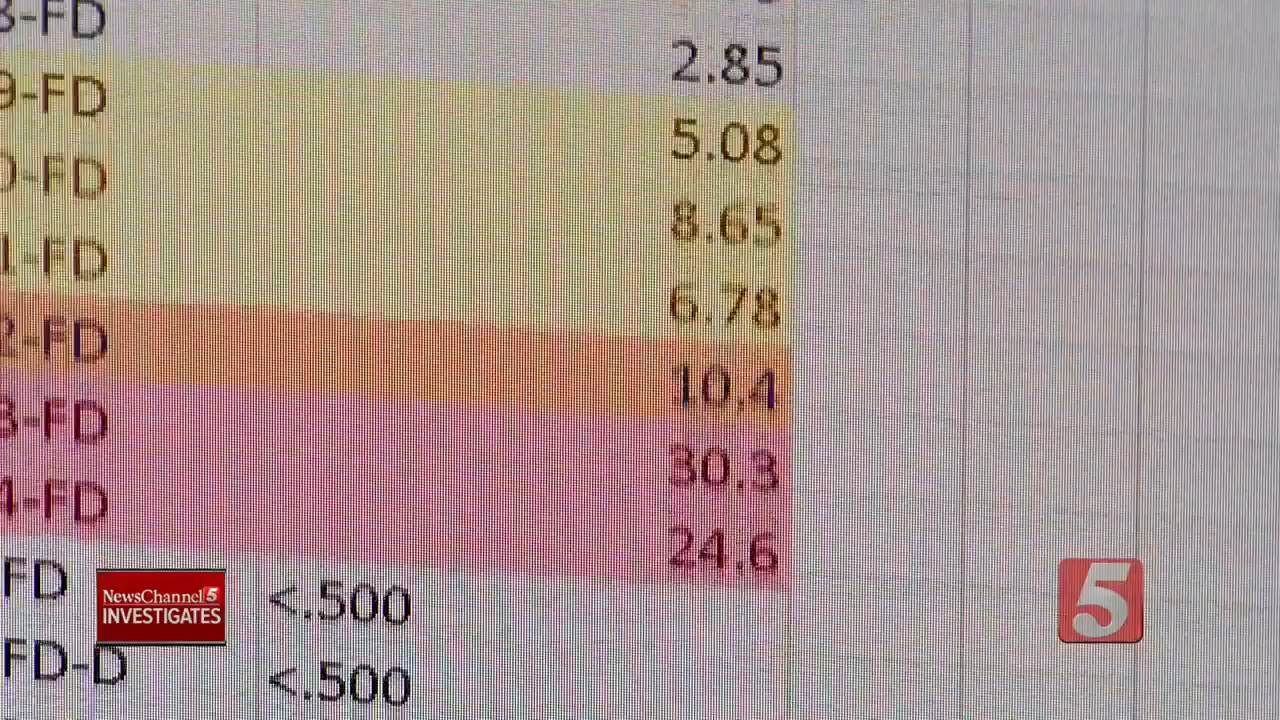 3-FD 2.85
9-FD 5.08
0-FD 8.65
1-FD 6.78
2-FD 10.4
3-FD 30.3
4-FD 24.6
FD <.500
FD-D <.500
NewsChannel 5
INVESTIGATES
5